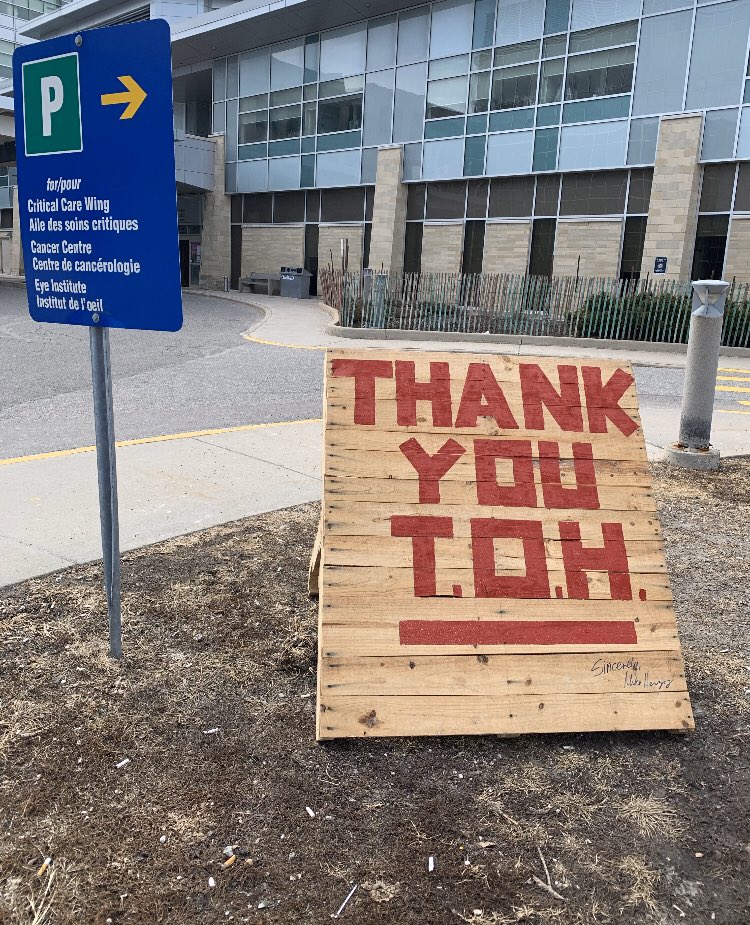 P
for/pour
Critical Care Wing
Aile des soins critiques
Cancer Centre
Centre de cancérologie
Eye Institute
Institut de l'oeil
THANK
YOU
T.O.H.
Sincerely,